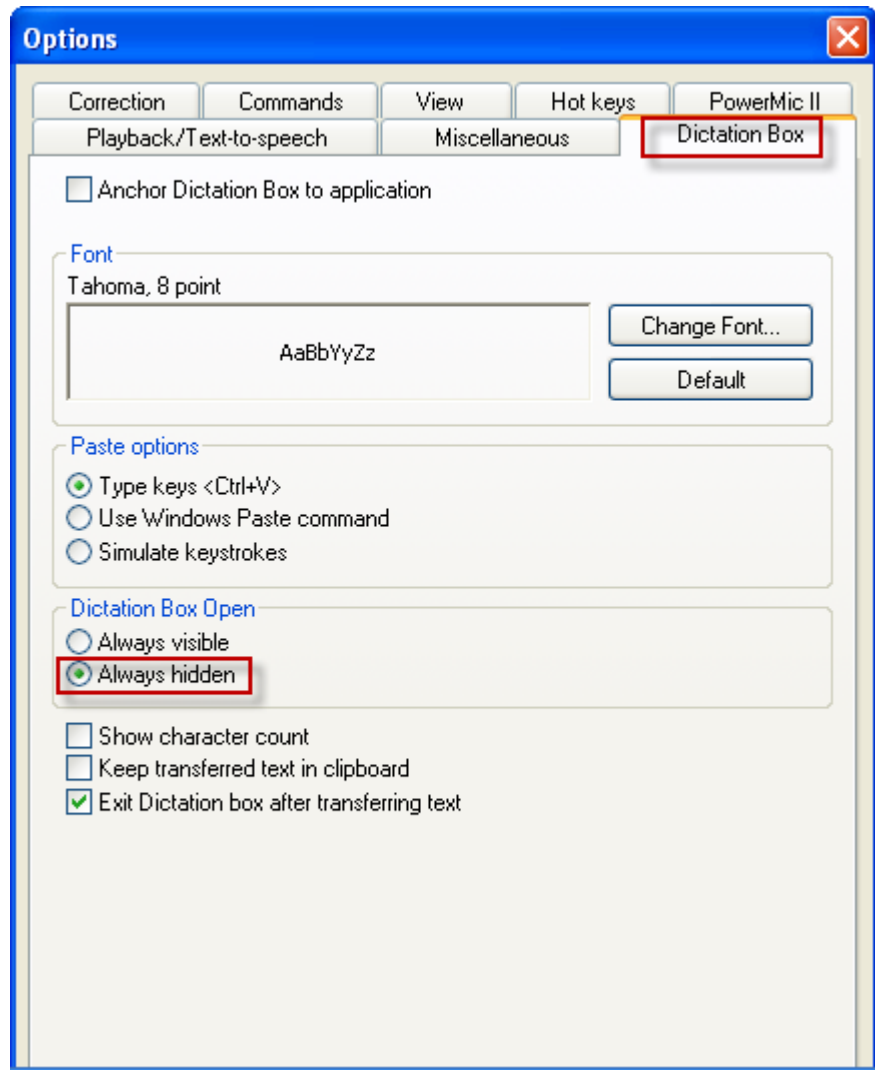 Options
Correction Commands View Hot keys PowerMic II
Playback/Text-to-speech Miscellaneous Dictation Box
Anchor Dictation Box to application
Font
Tahoma, 8 point
AaBbYyZz
Change Font...
Default
Paste options
Type keys <Ctrl+V>
Use Windows Paste command
Simulate keystrokes
Dictation Box Open
Always visible
Always hidden
Show character count
Keep transferred text in clipboard
Exit Dictation box after transferring text